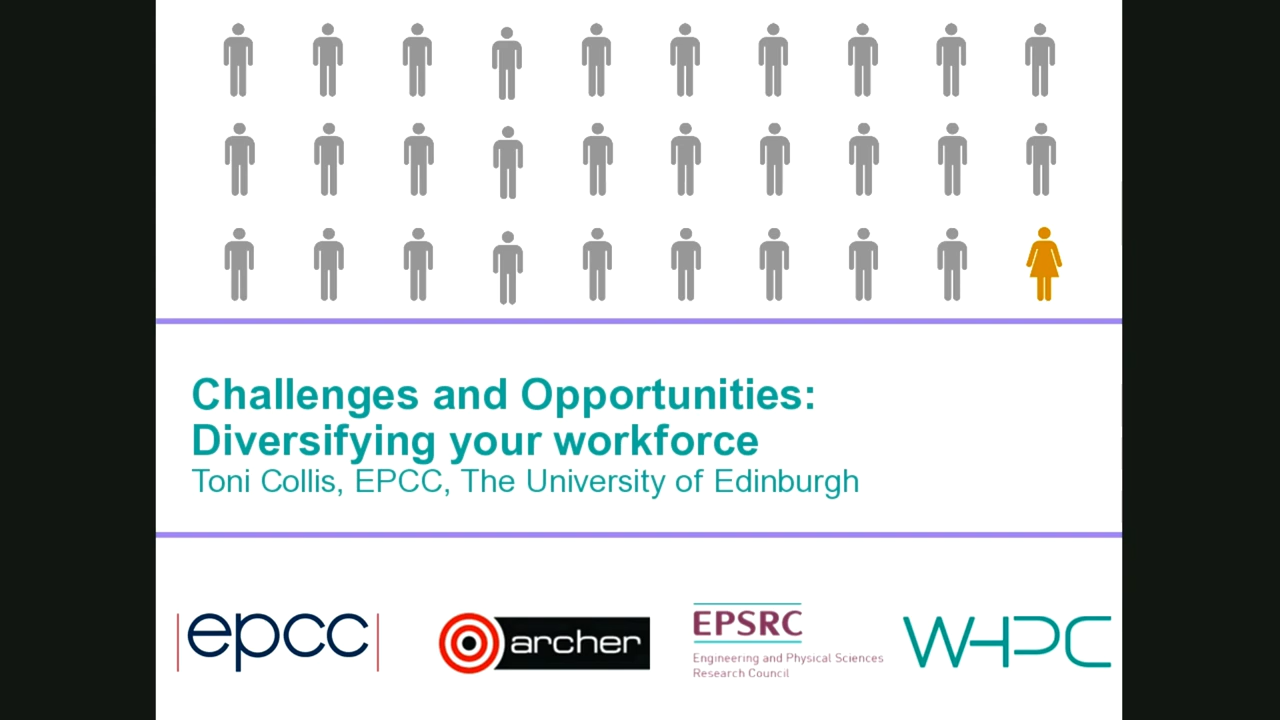 Challenges and Opportunities:
Diversifying your workforce
Toni Collis, EPCC, The University of Edinburgh
epcc
archer
EPSRC
Engineering and Physical Sciences
Research Council
WHPC